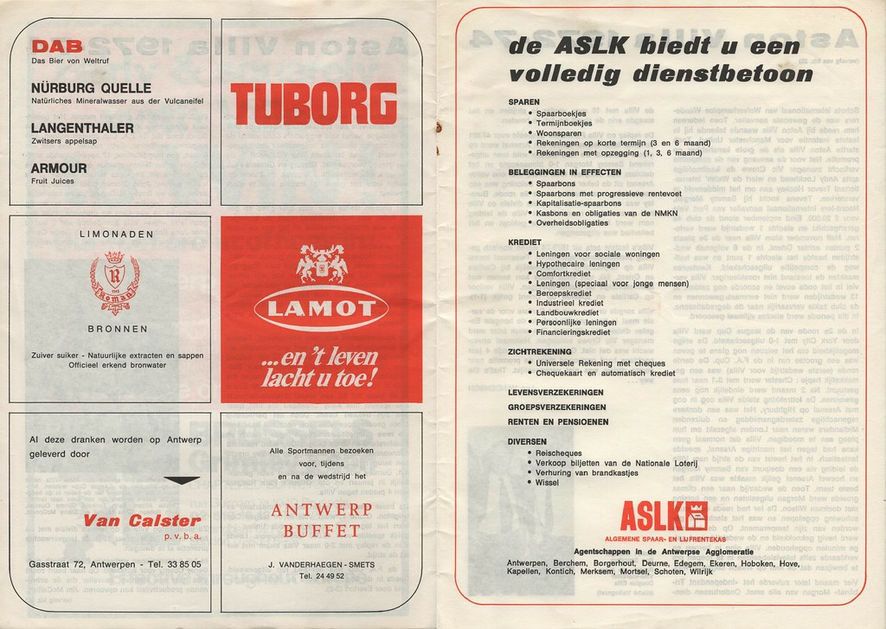 DAB
Das Bier von Weltruf
NÜRBURG QUELLE
Natürliches Mineralwasser aus der Vulcaneifel
LANGENTHALER
Zwitsers appelsap
ARMOUR
Fruit Juices
TUBORG
LIMONADEN
R
Roman
BRONNEN
Zuiver suiker - Natuurlijke extracten en sappen
Officieel erkend bronwater
LAMOT
...en 't leven
lacht u toe!
Al deze dranken worden op Antwerp
geleverd door
Van Calster
p.v.b.a.
Gasstraat 72, Antwerpen - Tel. 33 85 05
Alle Sportmannen bezoeken
voor, tijdens
en na de wedstrijd het
ANTWERP
BUFFET
J. VANDERHAEGEN - SMETS
Tel. 24 49 52
de ASLK biedt u een
volledig dienstbetoon
SPAREN
• Spaarboekjes
• Termijnboekjes
• Woonsparen
• Rekeningen op korte termijn (3 en 6 maand)
• Rekeningen met opzegging (1, 3, 6 maand)
BELEGGINGEN IN EFFECTEN
• Spaarbons
• Spaarbons met progressieve rentevoet
• Kapitalisatie-spaarbons
• Kasbons en obligaties van de NMKN
• Overheidsobligaties
KREDIET
• Leningen voor sociale woningen
• Hypothecaire leningen
• Comfortkrediet
• Leningen (speciaal voor jonge mensen)
• Beroepskrediet
• Industrieel krediet
• Landbouwkrediet
• Persoonlijke leningen
• Financieringskrediet
ZICHTREKENING
• Universele Rekening met cheques
• Chequekaart en automatisch krediet
LEVENSVERZEKERINGEN
GROEPSVERZEKERINGEN
RENTEN EN PENSIOENEN
DIVERSEN
• Reischeques
• Verkoop biljetten van de Nationale Loterij
• Verhuring van brandkastjes
• Wissel
ASLK
ALGEMENE SPAAR- EN LIJFRENTEKAS
Agentschappen in de Antwerpse Agglomeratie
Antwerpen, Berchem, Borgerhout, Deurne, Edegem, Ekeren, Hoboken, Hove,
Kapellen, Kontich, Merksem, Mortsel, Schoten, Wilrijk